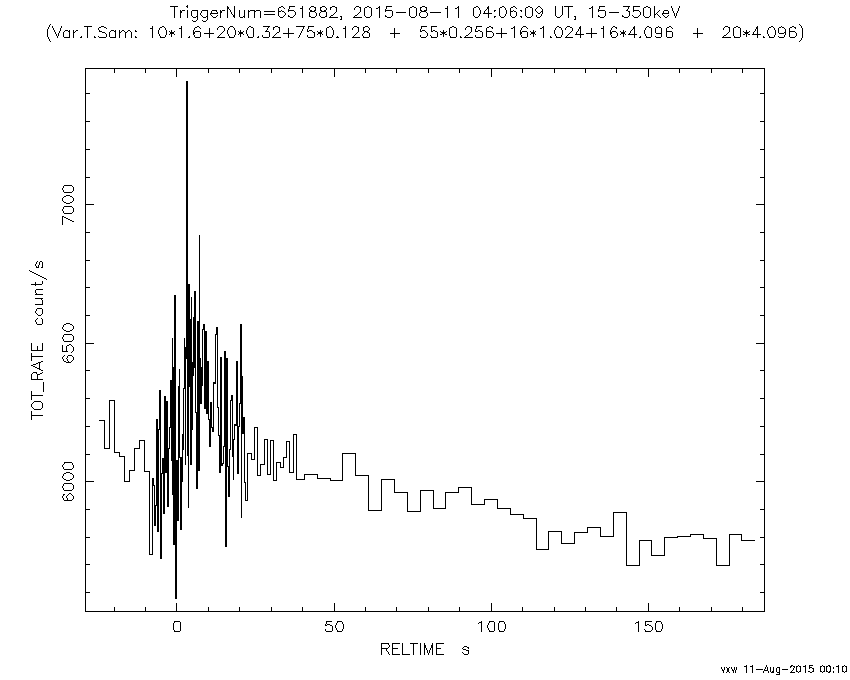 TriggerNum=651882, 2015-08-11 04:06:09 UT, 15-350keV
(Var.T.Sam: 10*1.6+20*0.32+75*0.128 + 55*0.256+16*1.024+16*4.096 + 20*4.096)
7000
6500
6000
TOT_RATE count/s
0 50 100 150
RELTIME s
vxw 11-Aug-2015 00:10